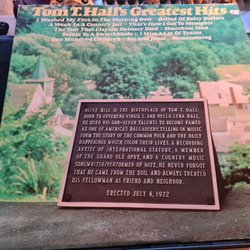 Tom T. Hall's Greatest Hits
I Washed My Face In The Morning Dew • Ballad Of Forty Dollars
A Week In A Country Jail • That's How I Got To Memphis
The Year That Clayton Delaney Died • Shoeshine Man
Salute To A Switchblade • I Miss A Lot Of Trains
One Hundred Children • Me And Jesus • Homecoming
OLIVE HILL IS THE BIRTHPLACE OF TOM T. HALL.
BORN TO REVEREND VIRGIL L. AND DELLA LENA HALL,
HE USED HIS GOD-GIVEN TALENTS TO BECOME FAMED
AS ONE OF AMERICA'S BALLADEERS, TELLING IN MUSIC
FORM THE STORY OF THE COMMON FOLK AND THE DAILY
HAPPENINGS WHICH COLOR THEIR LIVES. A RECORDING
ARTIST OF INTERNATIONAL STATURE, A MEMBER OF
THE GRAND OLE OPRY, AND A COUNTRY MUSIC
SONGWRITER/PERFORMER OF NOTE, HE NEVER FORGOT
THAT HE CAME FROM THE SOIL AND ALWAYS TREATED
HIS FELLOWMAN AS FRIEND AND NEIGHBOR.
ERECTED JULY 4, 1972